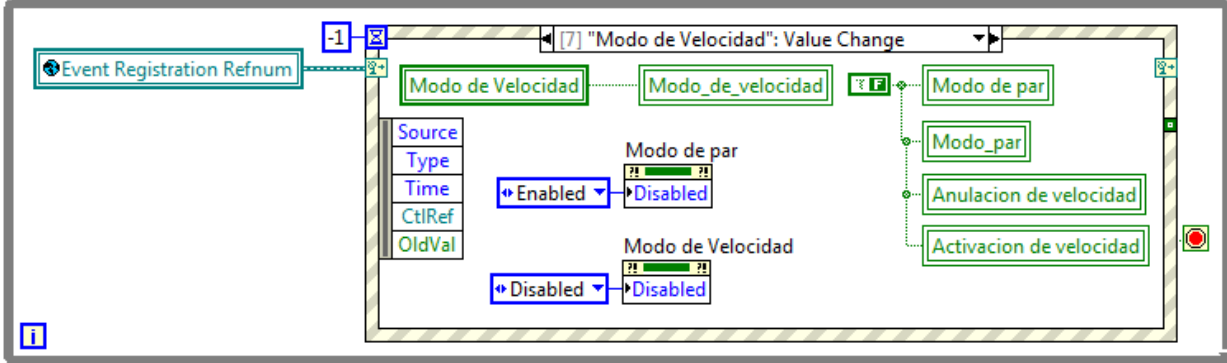 -1
[7] "Modo de Velocidad": Value Change
Event Registration Refnum
Modo de Velocidad
Modo_de_velocidad
F
Modo de par
Source
Type
Time
CtlRef
OldVal
Modo de par
Enabled
Disabled
Modo de Velocidad
Disabled
Disabled
Modo_par
Anulacion de velocidad
Activacion de velocidad
i